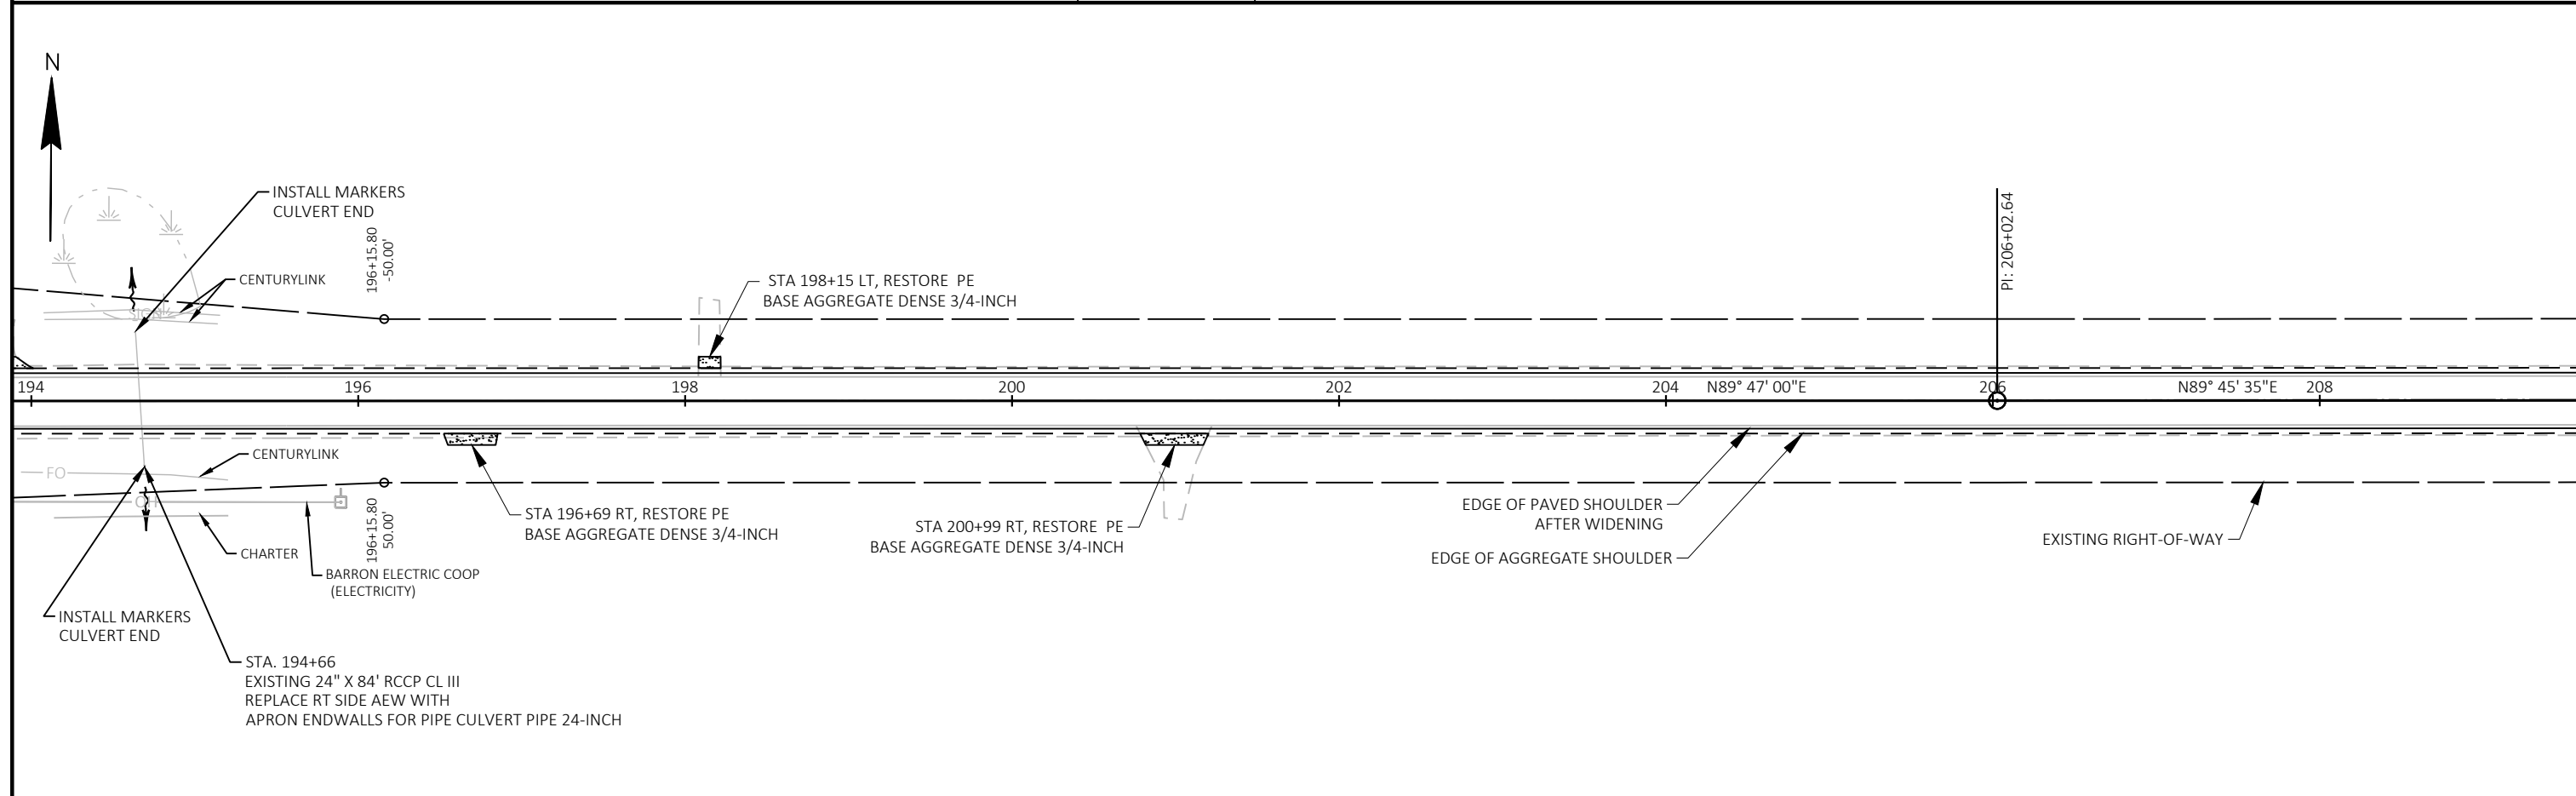 N
INSTALL MARKERS
CULVERT END
196+15.80
-50.00'
CENTURYLINK
STA 198+15 LT, RESTORE PE
BASE AGGREGATE DENSE 3/4-INCH
PI: 206+02.64
194
196
198
200
202
204
N89° 47' 00"E
206
N89° 45' 35"E
208
CENTURYLINK
FO
OH
196+15.80
50.00'
CHARTER
BARRON ELECTRIC COOP
(ELECTRICITY)
STA 196+69 RT, RESTORE PE
BASE AGGREGATE DENSE 3/4-INCH
STA 200+99 RT, RESTORE PE
BASE AGGREGATE DENSE 3/4-INCH
EDGE OF PAVED SHOULDER
AFTER WIDENING
EDGE OF AGGREGATE SHOULDER
EXISTING RIGHT-OF-WAY
INSTALL MARKERS
CULVERT END
STA. 194+66
EXISTING 24" X 84' RCCP CL III
REPLACE RT SIDE AEW WITH
APRON ENDWALLS FOR PIPE CULVERT PIPE 24-INCH